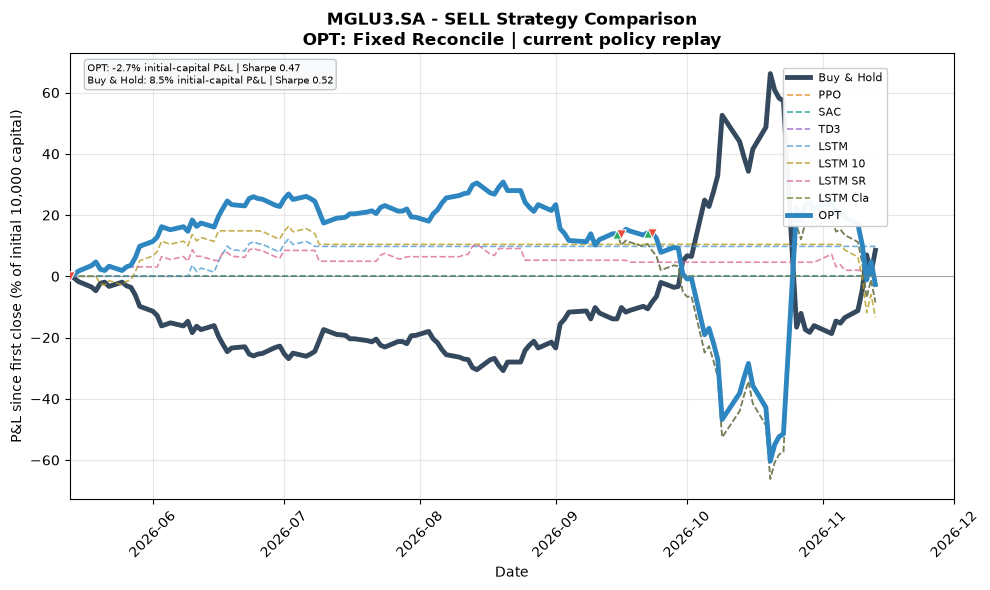 MGLU3.SA - SELL Strategy Comparison
OPT: Fixed Reconcile | current policy replay
OPT: -2.7% initial-capital P&L | Sharpe 0.47
Buy & Hold: 8.5% initial-capital P&L | Sharpe 0.52
Buy & Hold
PPO
SAC
TD3
LSTM
LSTM 10
LSTM SR
LSTM Cla
OPT
P&L since first close (% of initial 10,000 capital)
60
40
20
0
−20
−40
−60
2026-06
2026-07
2026-08
2026-09
2026-10
2026-11
2026-12
Date